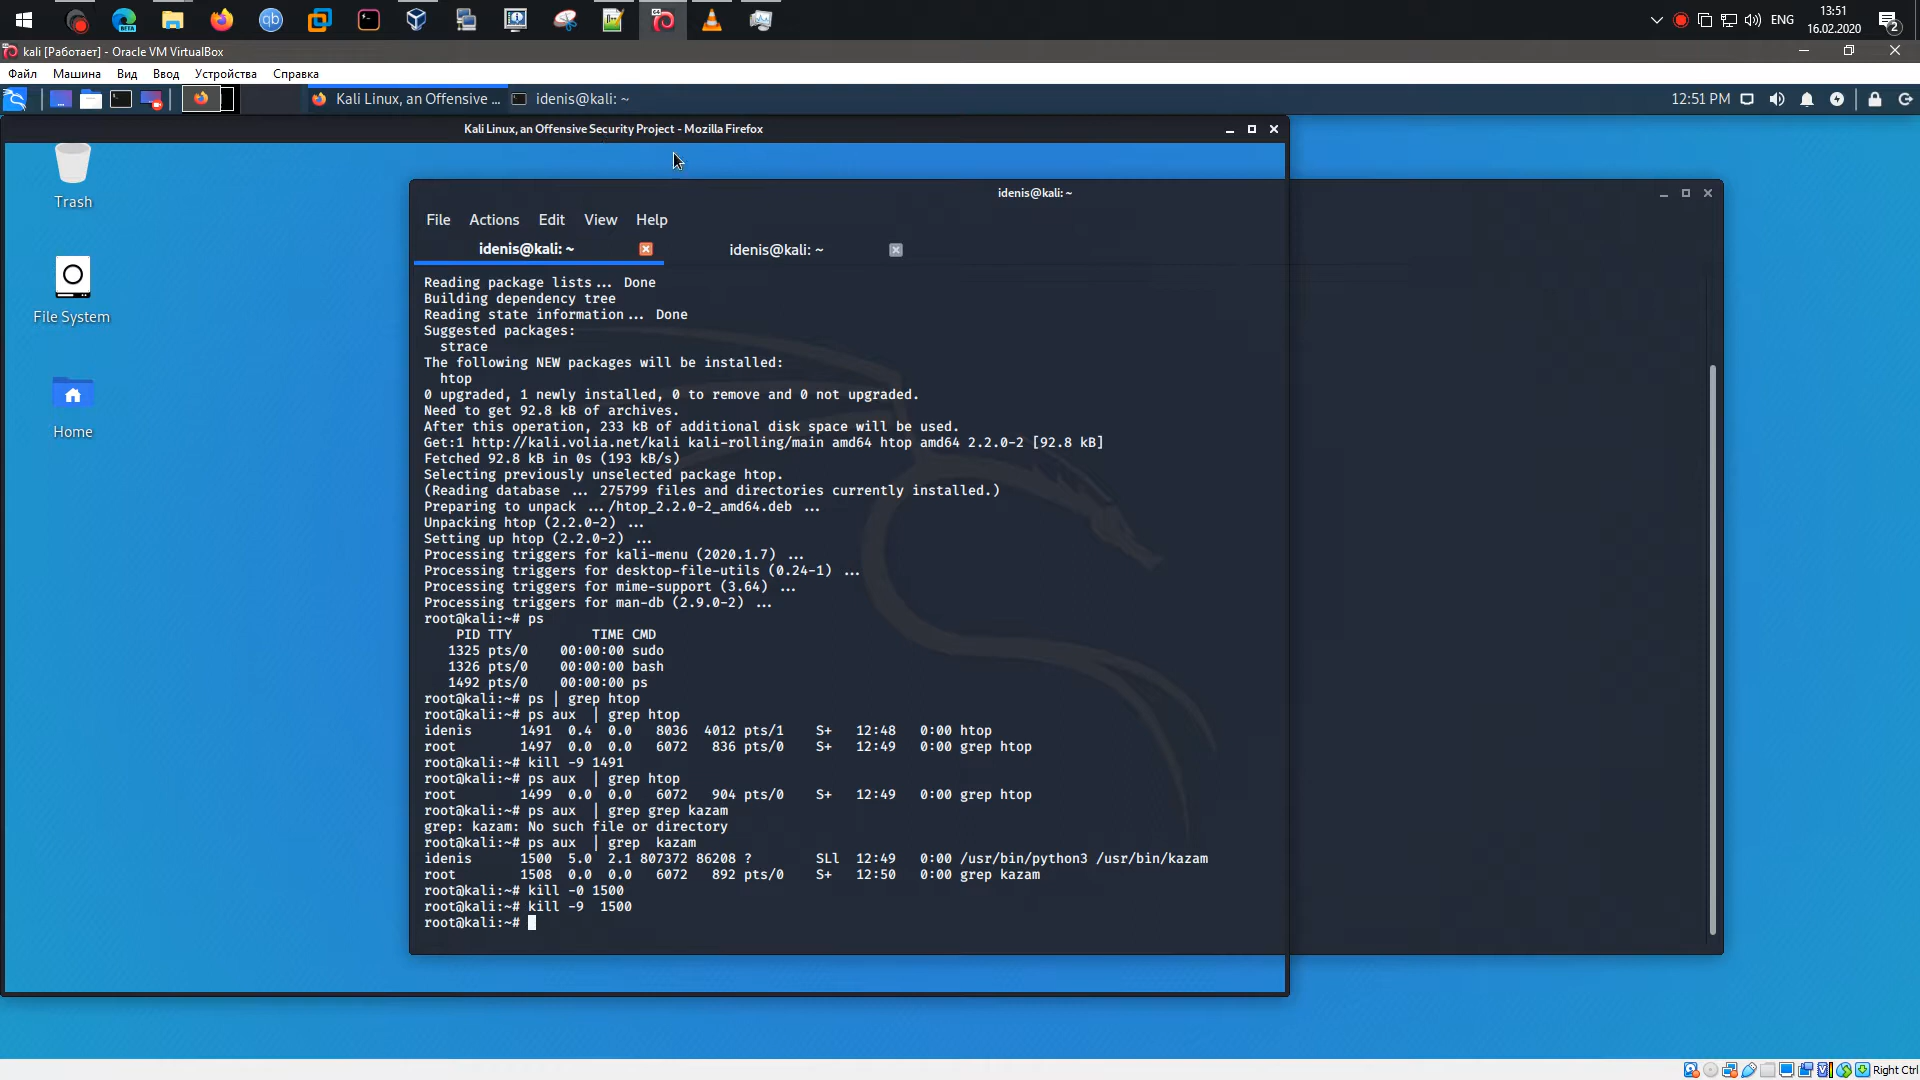 13:51
ENG
16.02.2020
2
kali [Работает] - Oracle VM VirtualBox
Файл Машина Вид Ввод Устройства Справка
Kali Linux, an Offensive ... idenis@kali: ~ 12:51 PM
Kali Linux, an Offensive Security Project - Mozilla Firefox
Trash
File System
Home
idenis@kali: ~
File Actions Edit View Help
idenis@kali: ~ idenis@kali: ~
Reading package lists... Done
Building dependency tree
Reading state information... Done
Suggested packages:
  strace
The following NEW packages will be installed:
  htop
0 upgraded, 1 newly installed, 0 to remove and 0 not upgraded.
Need to get 92.8 kB of archives.
After this operation, 233 kB of additional disk space will be used.
Get:1 http://kali.volia.net/kali kali-rolling/main amd64 htop amd64 2.2.0-2 [92.8 kB]
Fetched 92.8 kB in 0s (193 kB/s)
Selecting previously unselected package htop.
(Reading database ... 275799 files and directories currently installed.)
Preparing to unpack .../htop_2.2.0-2_amd64.deb ...
Unpacking htop (2.2.0-2) ...
Setting up htop (2.2.0-2) ...
Processing triggers for kali-menu (2020.1.7) ...
Processing triggers for desktop-file-utils (0.24-1) ...
Processing triggers for mime-support (3.64) ...
Processing triggers for man-db (2.9.0-2) ...
root@kali:~# ps
    PID TTY          TIME CMD
   1325 pts/0    00:00:00 sudo
   1326 pts/0    00:00:00 bash
   1492 pts/0    00:00:00 ps
root@kali:~# ps | grep htop
root@kali:~# ps aux  | grep htop
idenis      1491  0.4  0.0   8036  4012 pts/1    S+   12:48   0:00 htop
root        1497  0.0  0.0   6072   836 pts/0    S+   12:49   0:00 grep htop
root@kali:~# kill -9 1491
root@kali:~# ps aux  | grep htop
root        1499  0.0  0.0   6072   904 pts/0    S+   12:49   0:00 grep htop
root@kali:~# ps aux  | grep grep kazam
grep: kazam: No such file or directory
root@kali:~# ps aux  | grep  kazam
idenis      1500  5.0  2.1 807372 86208 ?        SLl  12:49   0:00 /usr/bin/python3 /usr/bin/kazam
root        1508  0.0  0.0   6072   892 pts/0    S+   12:50   0:00 grep kazam
root@kali:~# kill -0 1500
root@kali:~# kill -9  1500
root@kali:~#
Right Ctrl